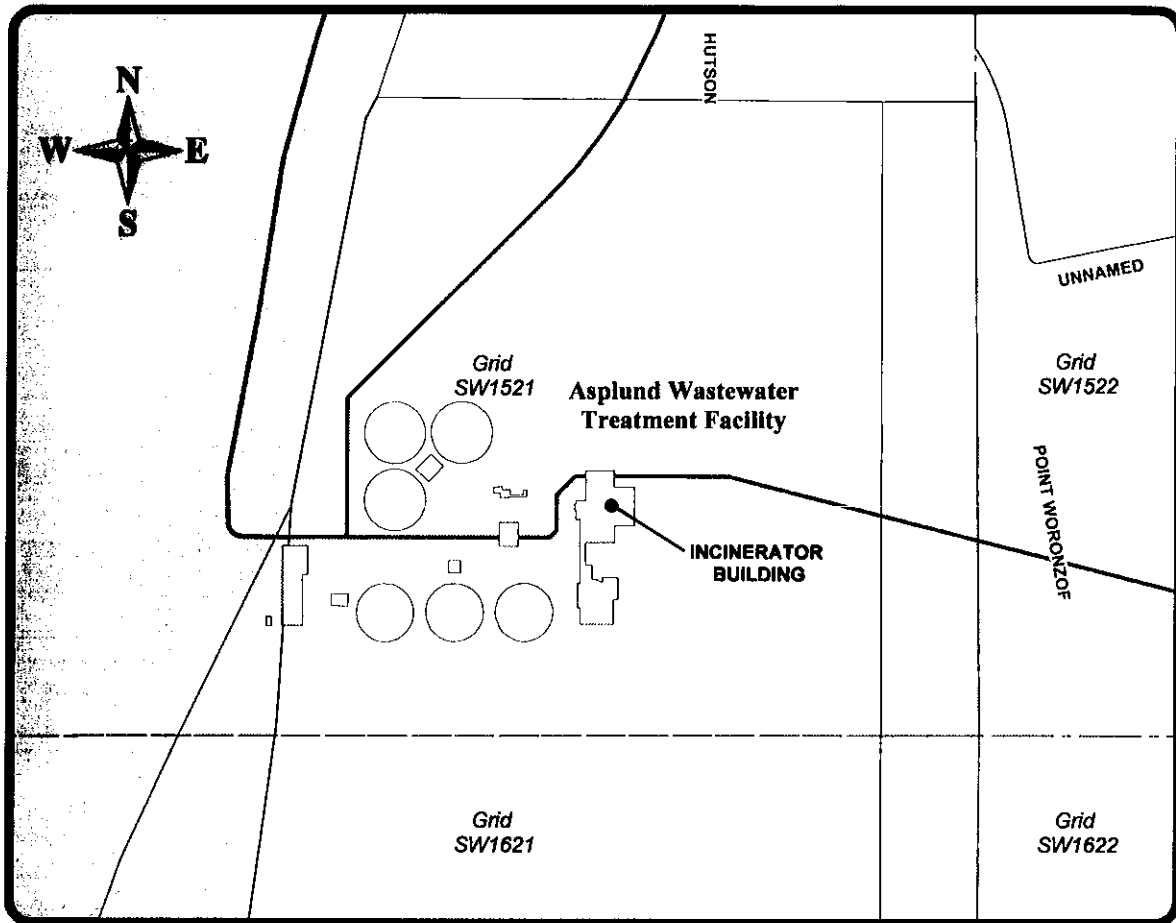 HUTSON
N
W E
S
UNNAMED
Grid
SW1521
Asplund Wastewater
Treatment Facility
Grid
SW1522
POINT WORONZOF
INCINERATOR
BUILDING
Grid
SW1621
Grid
SW1622